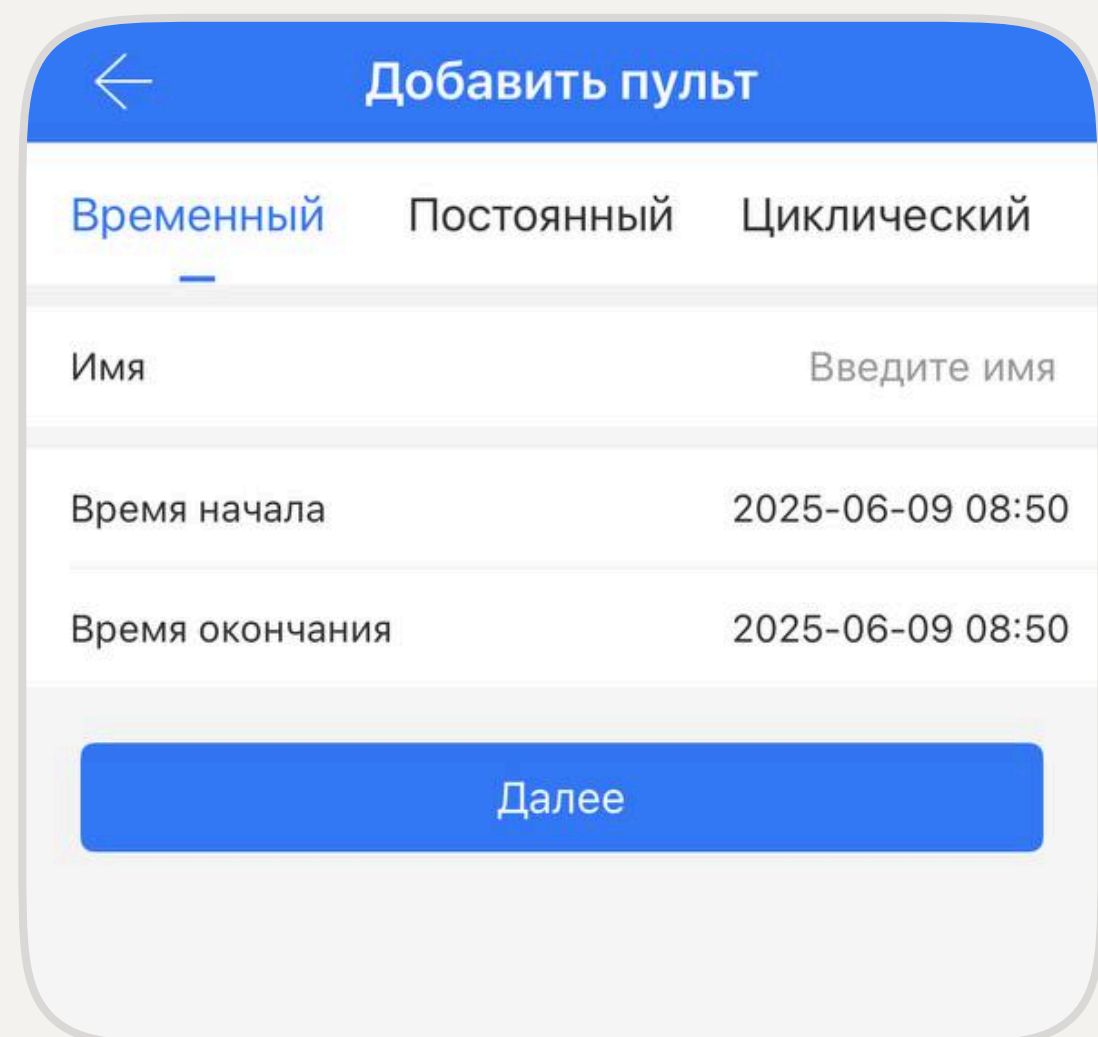 Добавить пульт
Временный Постоянный Циклический
Имя Введите имя
Время начала 2025-06-09 08:50
Время окончания 2025-06-09 08:50
Далее